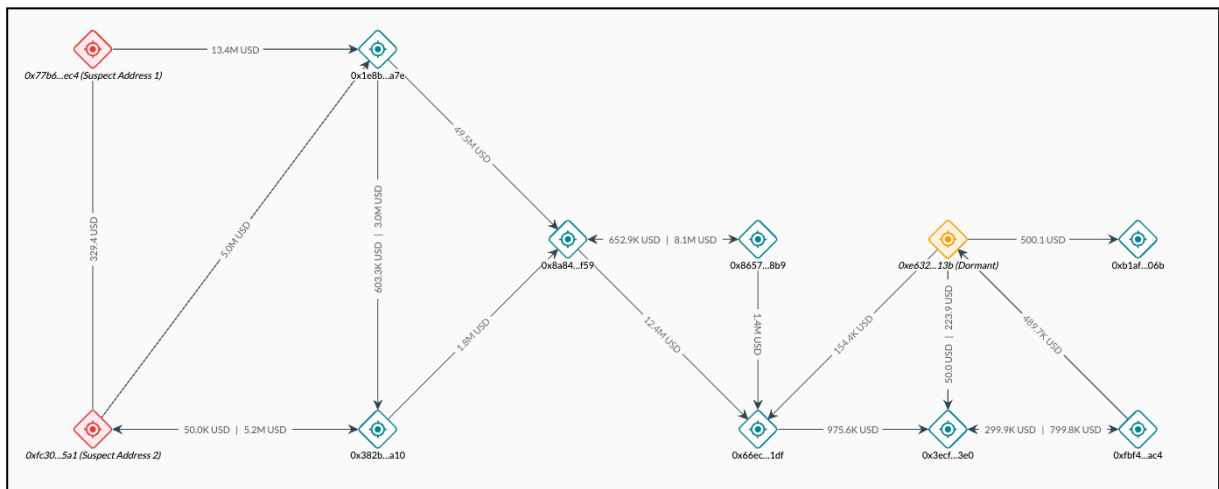 13.4M USD
0x77b6...ec4 (Suspect Address 1)
0x1e8b...a7e
49.5M USD
329.4 USD
5.0M USD
603.3K USD | 3.0M USD
652.9K USD | 8.1M USD
500.1 USD
0x8a84...f59
0x8657...8b9
0xe632...13b (Dormant)
0xb1af...06b
1.8M USD
12.4M USD
1.4M USD
154.4K USD
50.0 USD | 223.9 USD
489.7K USD
50.0K USD | 5.2M USD
975.6K USD
299.9K USD | 799.8K USD
0xfc30...5a1 (Suspect Address 2)
0x382b...a10
0x66ec...1df
0x3ecf...3e0
0xfbf4...ac4